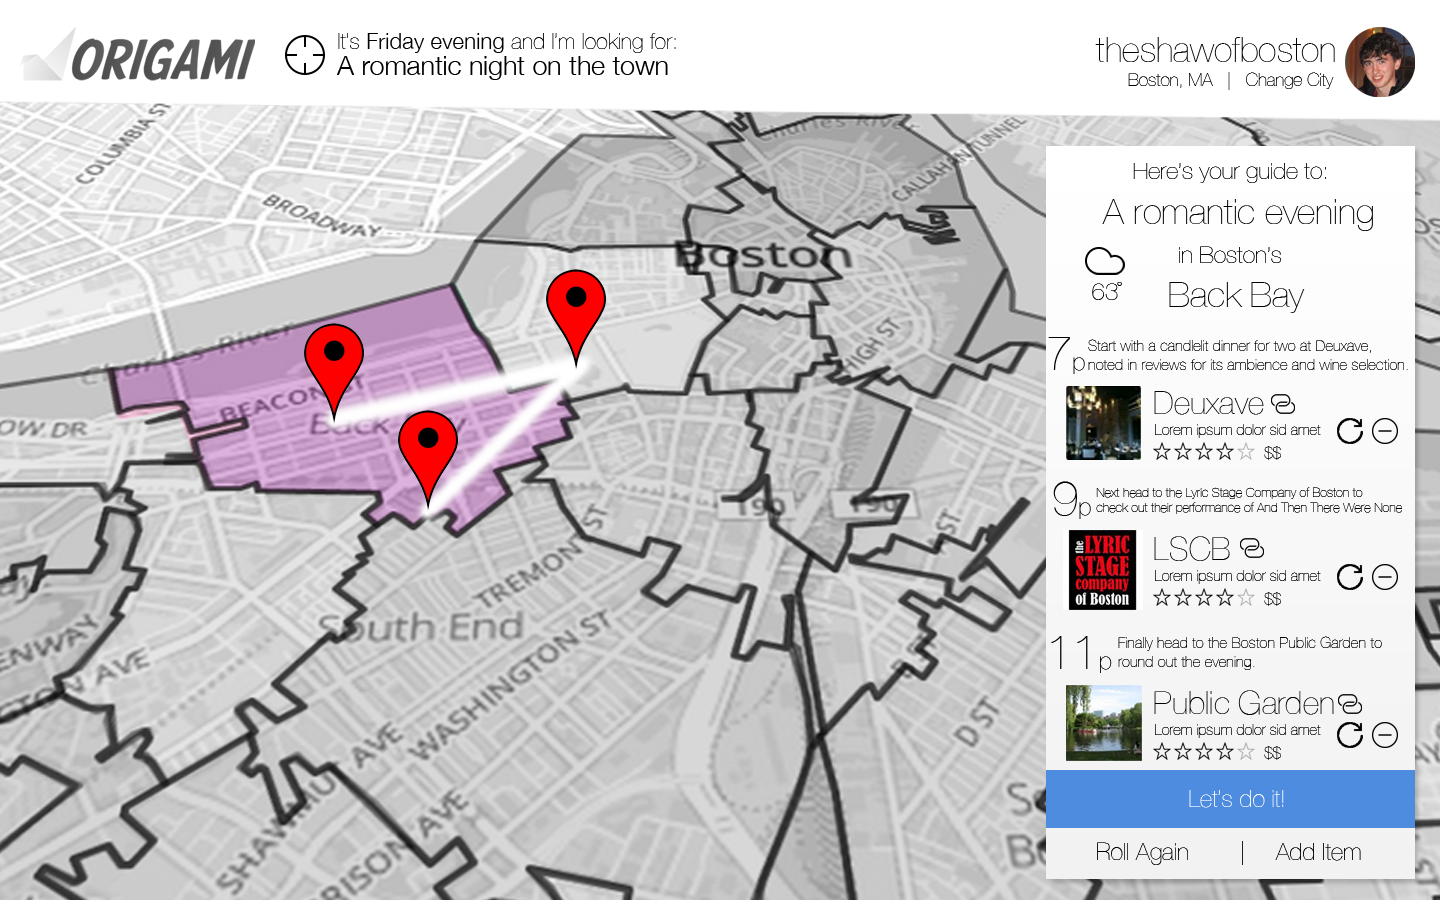 ORIGAMI
It's Friday evening and I'm looking for:
A romantic night on the town
theshawofboston
Boston, MA | Change City
COLUMBIA ST
BROADWAY
Charles River
CALLAHAN TUNNEL
Boston
HIGH ST
Charles River
BEACON ST
Back Bay
OW DR
I 90
I 90
ST
ST
TREMONT
South End
WASHINGTON ST
ENWAY
TON AVE
AVE
SHAWMUT
RISON AVE
D ST
So
Bo
Here's your guide to:
A romantic evening
in Boston's
63°
Back Bay
7p Start with a candlelit dinner for two at Deuxave,
noted in reviews for its ambience and wine selection.
Deuxave
Lorem ipsum dolor sid amet
$$
9p Next head to the Lyric Stage Company of Boston to
check out their performance of And Then There Were None
the LYRIC
STAGE
company
of Boston
LSCB
Lorem ipsum dolor sid amet
$$
11p Finally head to the Boston Public Garden to
round out the evening.
Public Garden
Lorem ipsum dolor sid amet
$$
Let's do it!
Roll Again | Add Item